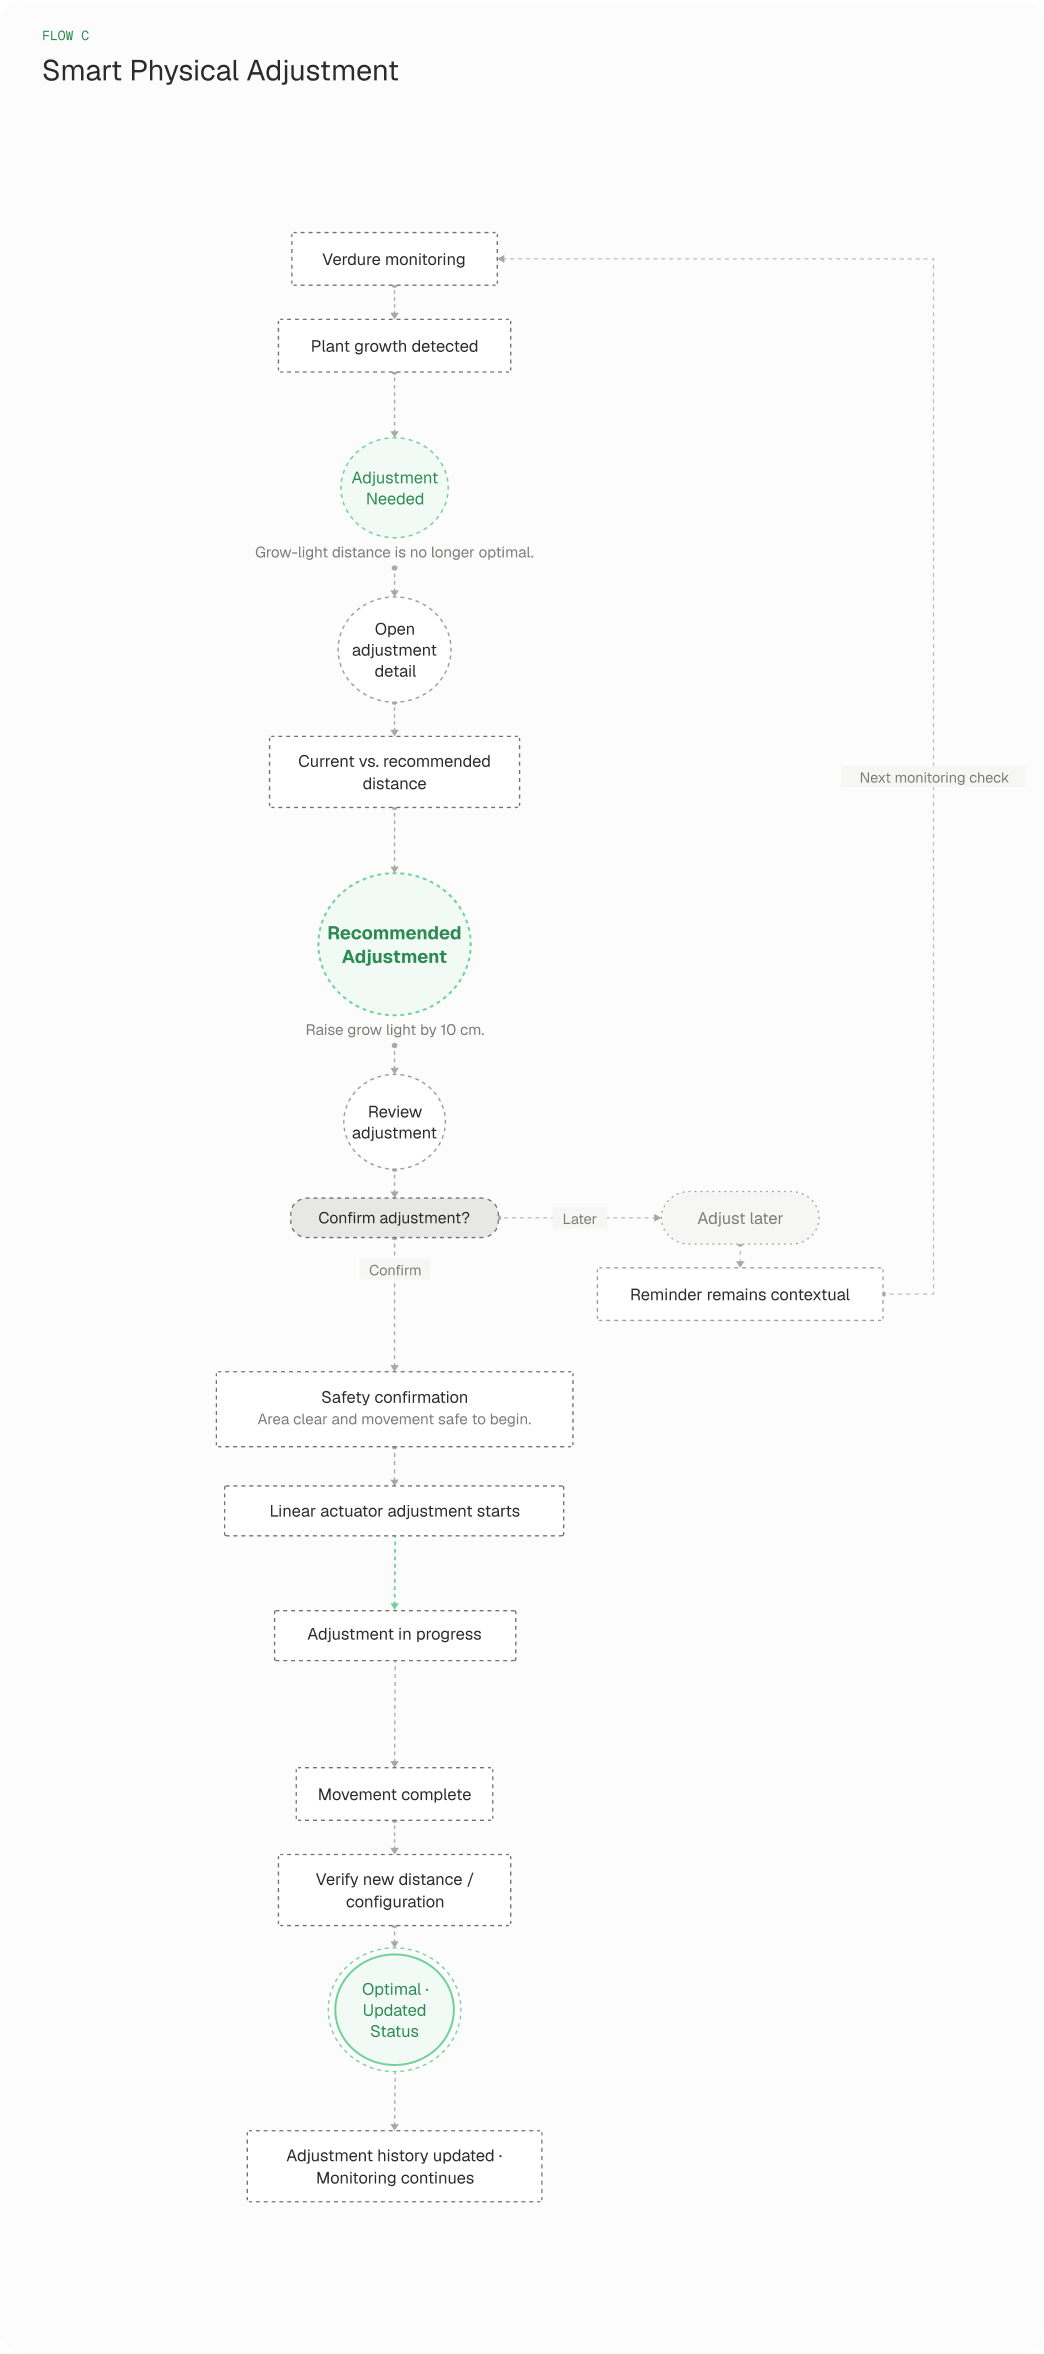 FLOW C
Smart Physical Adjustment
Verdure monitoring
Plant growth detected
Adjustment
Needed
Grow-light distance is no longer optimal.
Open
adjustment
detail
Current vs. recommended
distance
Next monitoring check
Recommended
Adjustment
Raise grow light by 10 cm.
Review
adjustment
Confirm adjustment?
Later
Adjust later
Confirm
Reminder remains contextual
Safety confirmation
Area clear and movement safe to begin.
Linear actuator adjustment starts
Adjustment in progress
Movement complete
Verify new distance /
configuration
Optimal ·
Updated
Status
Adjustment history updated ·
Monitoring continues